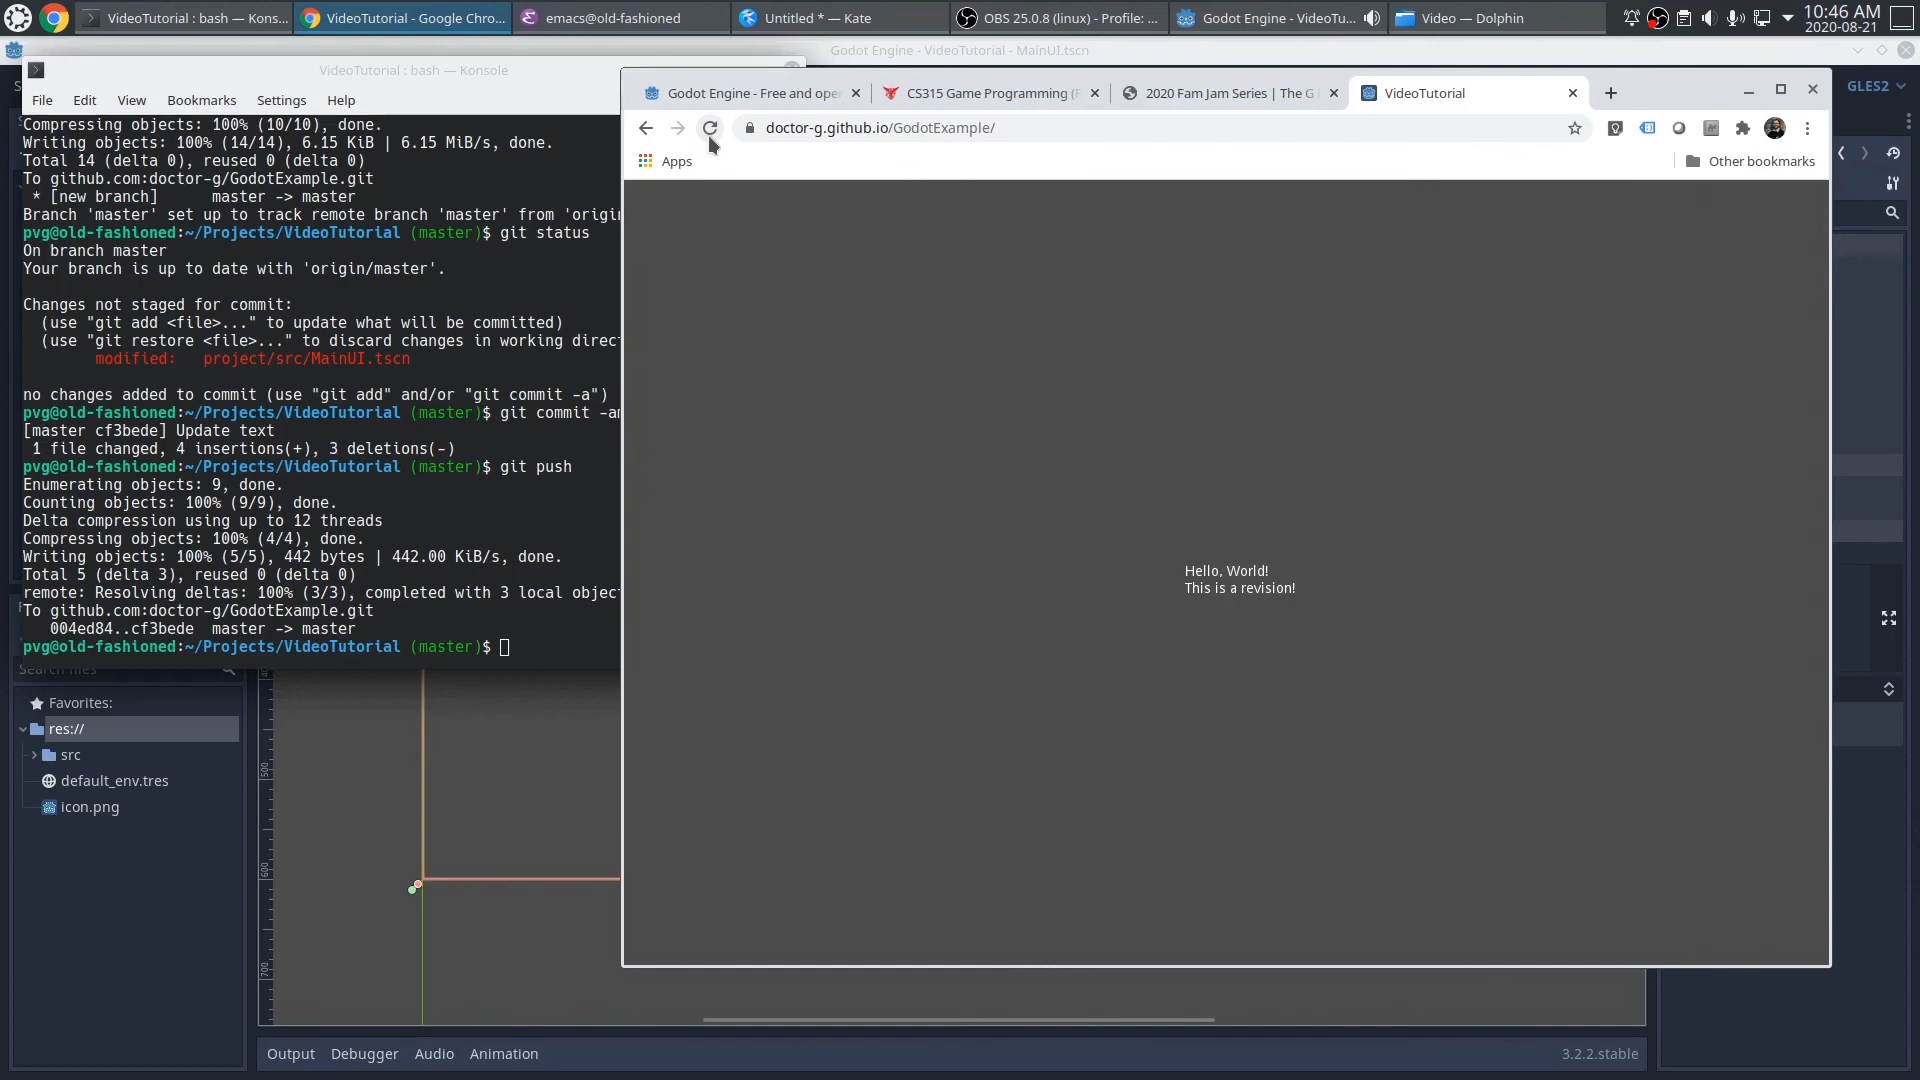 VideoTutorial : bash — Kons...
VideoTutorial - Google Chro...
emacs@old-fashioned
Untitled * — Kate
OBS 25.0.8 (linux) - Profile: ...
Godot Engine - VideoTu...
Video — Dolphin
10:46 AM
2020-08-21
Godot Engine - VideoTutorial - MainUI.tscn
VideoTutorial : bash — Konsole
GLES2
File Edit View Bookmarks Settings Help
Compressing objects: 100% (10/10), done.
Writing objects: 100% (14/14), 6.15 KiB | 6.15 MiB/s, done.
Total 14 (delta 0), reused 0 (delta 0)
To github.com:doctor-g/GodotExample.git
 * [new branch]      master -> master
Branch 'master' set up to track remote branch 'master' from 'origin
pvg@old-fashioned:~/Projects/VideoTutorial (master)$ git status
On branch master
Your branch is up to date with 'origin/master'.
Changes not staged for commit:
  (use "git add <file>..." to update what will be committed)
  (use "git restore <file>..." to discard changes in working direct
        modified:   project/src/MainUI.tscn
no changes added to commit (use "git add" and/or "git commit -a")
pvg@old-fashioned:~/Projects/VideoTutorial (master)$ git commit -am
[master cf3bede] Update text
 1 file changed, 4 insertions(+), 3 deletions(-)
pvg@old-fashioned:~/Projects/VideoTutorial (master)$ git push
Enumerating objects: 9, done.
Counting objects: 100% (9/9), done.
Delta compression using up to 12 threads
Compressing objects: 100% (4/4), done.
Writing objects: 100% (5/5), 442 bytes | 442.00 KiB/s, done.
Total 5 (delta 3), reused 0 (delta 0)
remote: Resolving deltas: 100% (3/3), completed with 3 local object
To github.com:doctor-g/GodotExample.git
   004ed84..cf3bede  master -> master
pvg@old-fashioned:~/Projects/VideoTutorial (master)$
Godot Engine - Free and ope
CS315 Game Programming (F
2020 Fam Jam Series | The G
VideoTutorial
doctor-g.github.io/GodotExample/
Apps
Other bookmarks
Hello, World!
This is a revision!
Search files
Favorites:
res://
src
default_env.tres
icon.png
500
600
700
Output Debugger Audio Animation
3.2.2.stable